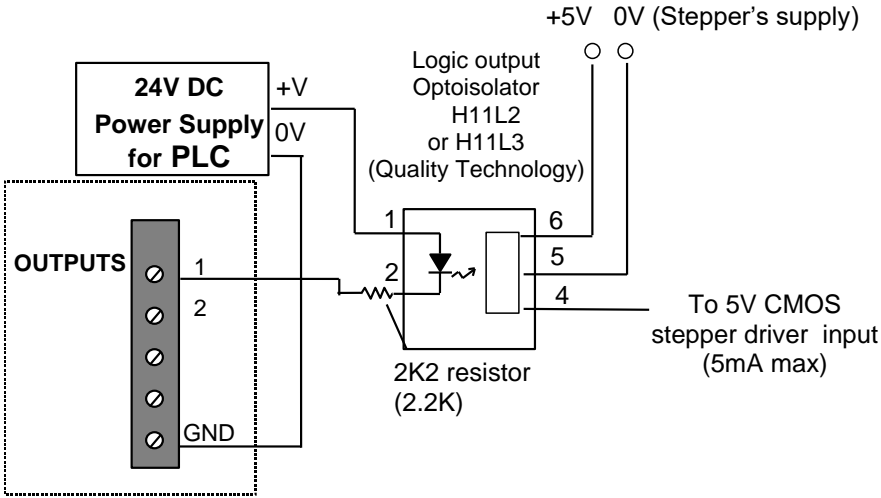 +5V 0V (Stepper's supply)
Logic output
Optoisolator
H11L2
or H11L3
(Quality Technology)
24V DC
Power Supply
for PLC
+V
0V
OUTPUTS
1
2
GND
1
2
6
5
4
2K2 resistor
(2.2K)
To 5V CMOS
stepper driver input
(5mA max)